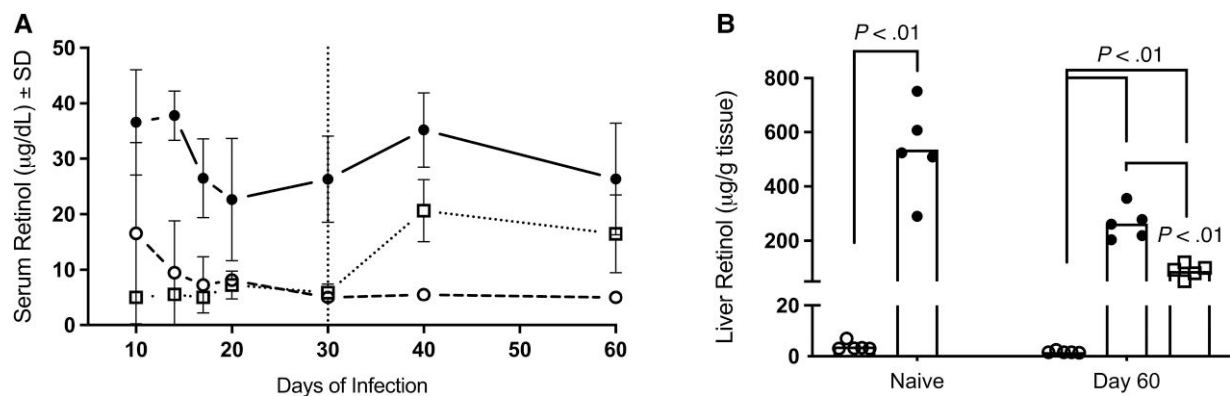 A
Serum Retinol (µg/dL) ± SD
50
40
30
20
10
0
10 20 30 40 50 60
Days of Infection
B
Liver Retinol (µg/g tissue)
P < .01
P < .01
P < .01
800
600
400
200
20
0
Naive Day 60